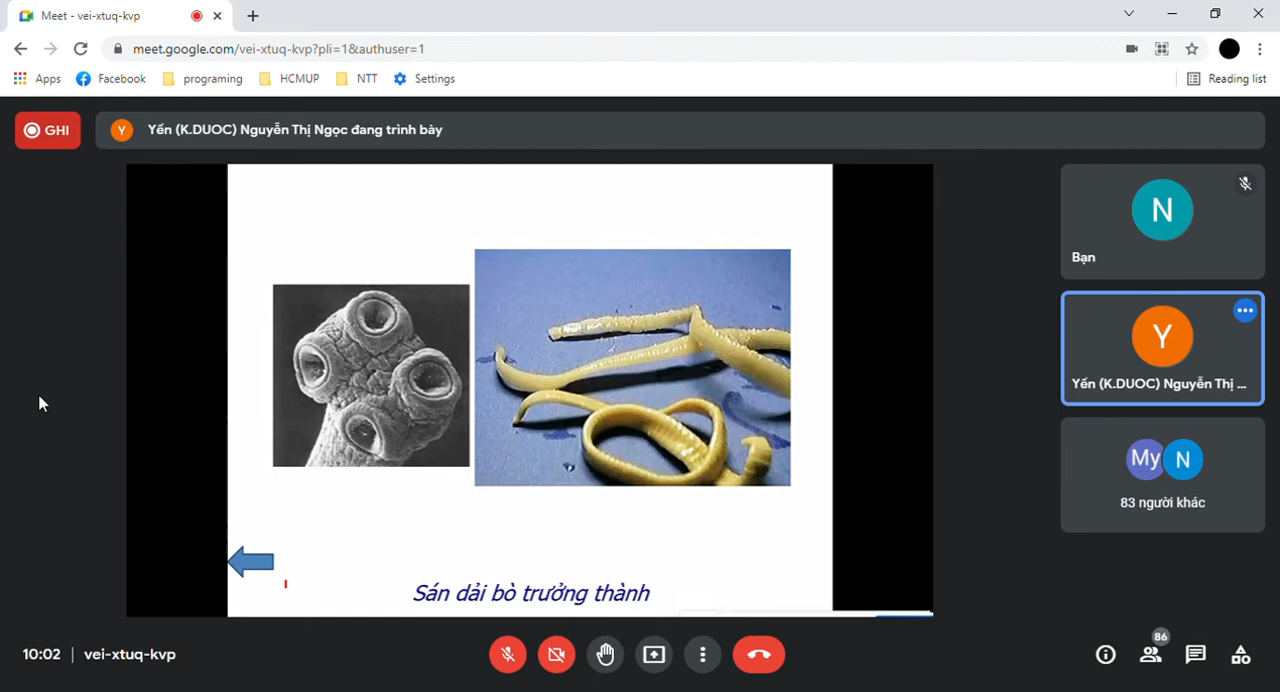 Meet - vei-xtuq-kvp
meet.google.com/vei-xtuq-kvp?pli=1&authuser=1
Apps Facebook programing HCMUP NTT Settings Reading list
GHI
Y Yến (K.DUOC) Nguyễn Thị Ngọc đang trình bày
N
Bạn
Y
Yến (K.DUOC) Nguyễn Thị ...
My N
83 người khác
Sán dải bò trưởng thành
10:02 | vei-xtuq-kvp
86